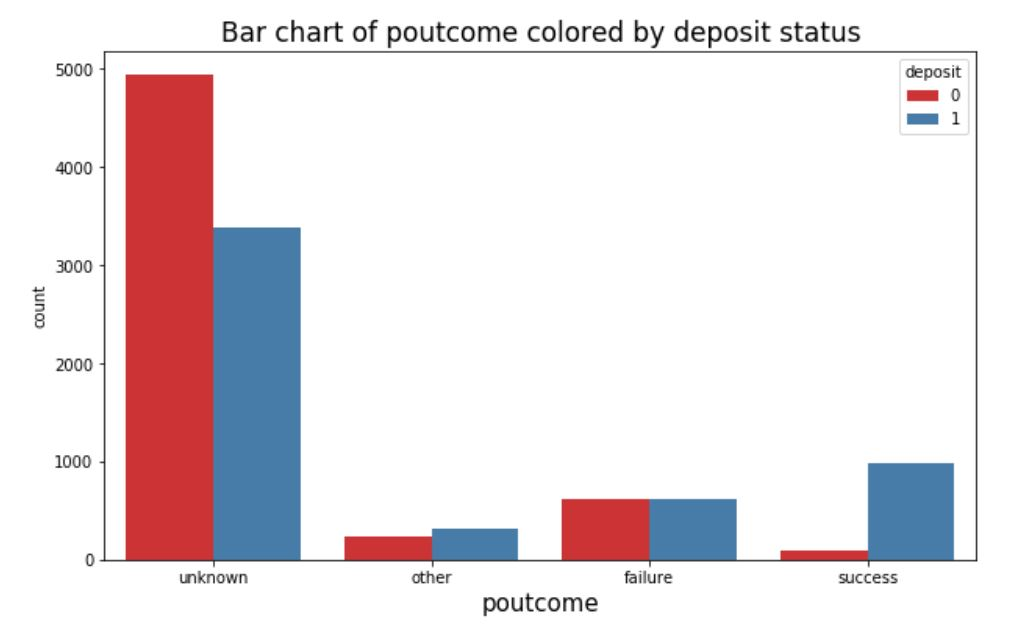 Bar chart of poutcome colored by deposit status
deposit
0
1
5000
4000
3000
2000
1000
0
count
unknown other failure success
poutcome